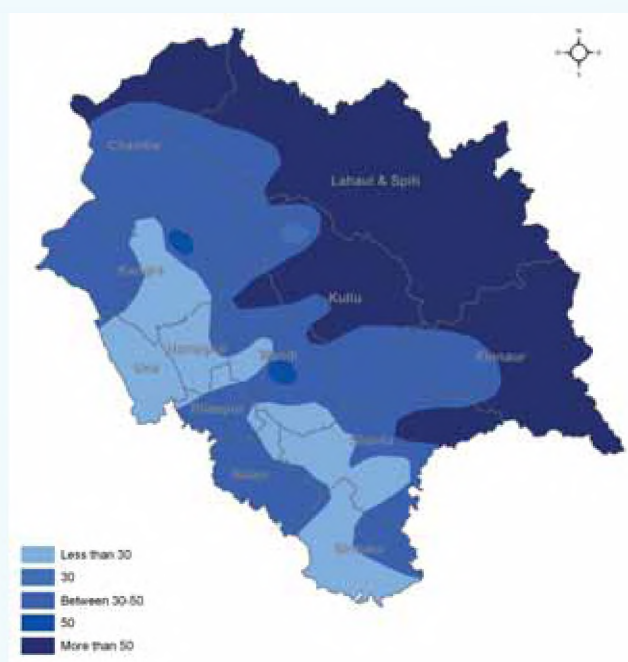 Chamba
Lahaul & Spiti
Kangra
Kullu
Hamirpur
Mandi
Kinnaur
Una
Bilaspur
Shimla
Solan
Sirmaur
Less than 30
30
Between 30-50
50
More than 50